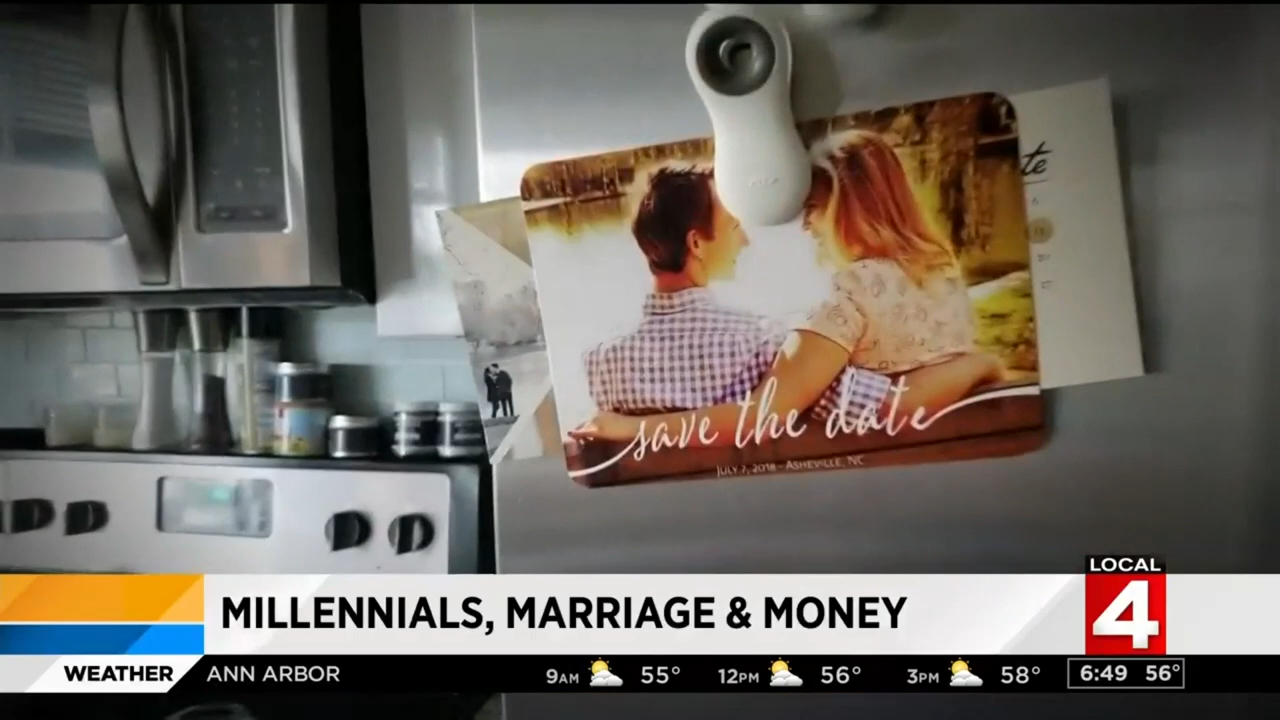 te
save the date
JULY 7, 2018 - ASHEVILLE, NC
LOCAL
4
MILLENNIALS, MARRIAGE & MONEY
WEATHER ANN ARBOR 9AM 55° 12PM 56° 3PM 58° 6:49 56°